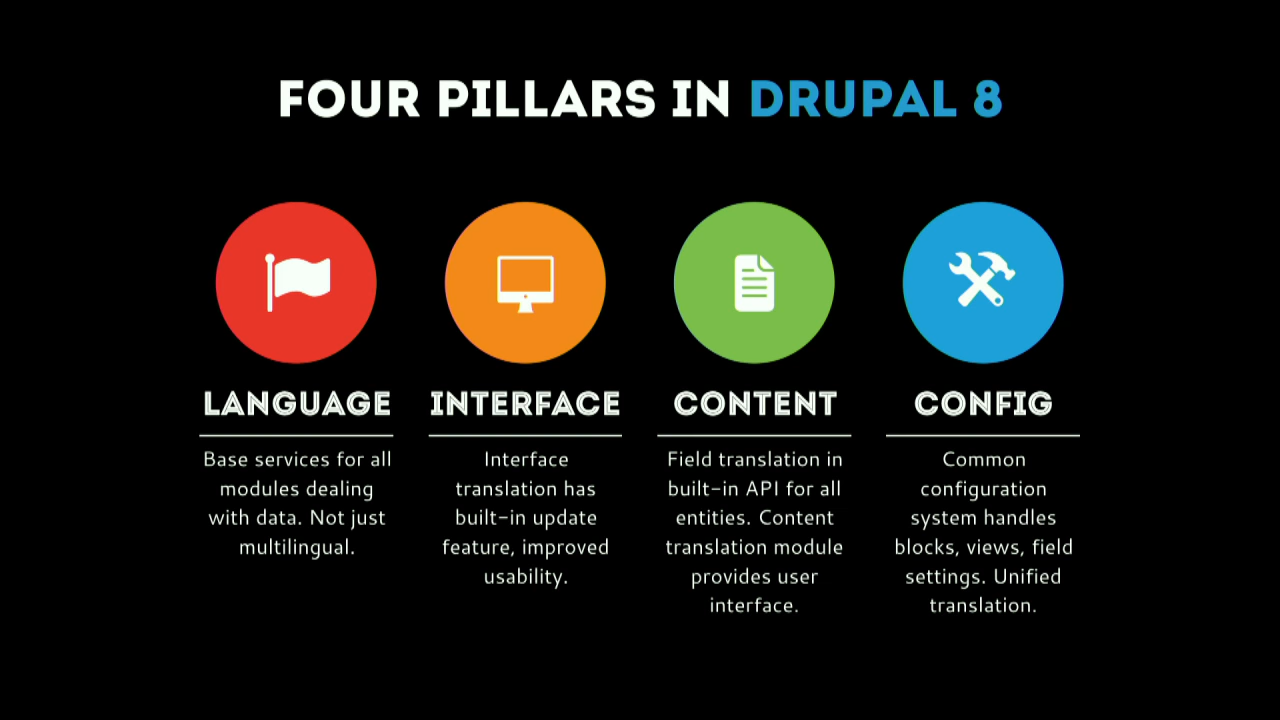 FOUR PILLARS IN DRUPAL 8
LANGUAGE
Base services for all
modules dealing
with data. Not just
multilingual.
INTERFACE
Interface
translation has
built-in update
feature, improved
usability.
CONTENT
Field translation in
built-in API for all
entities. Content
translation module
provides user
interface.
CONFIG
Common
configuration
system handles
blocks, views, field
settings. Unified
translation.